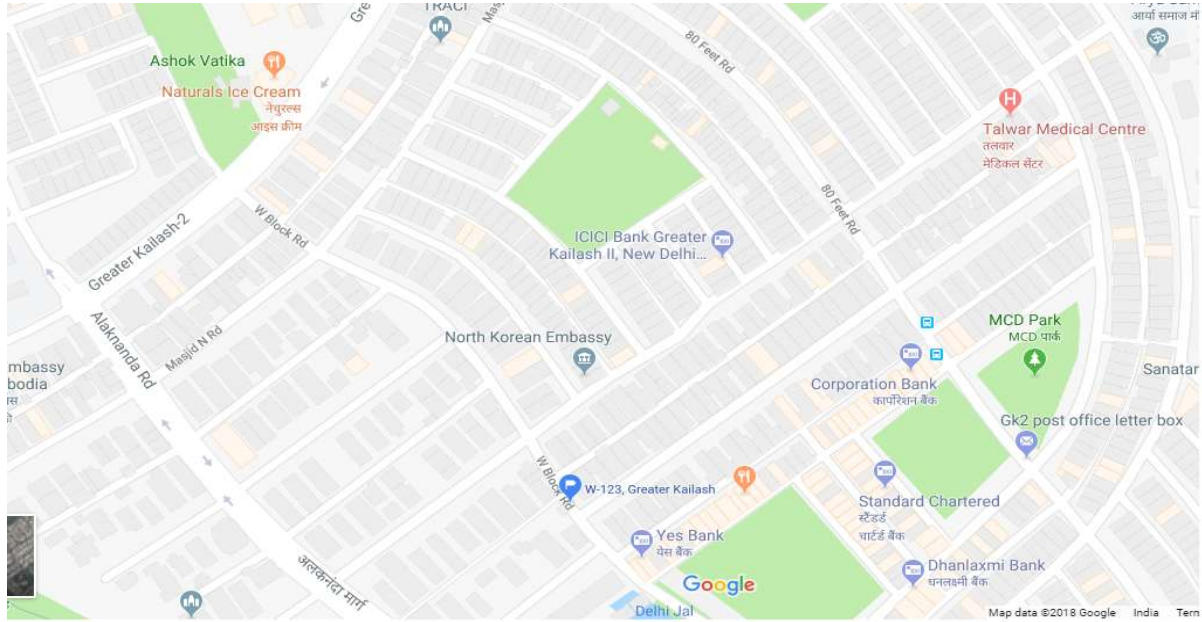 TRACI
Ashok Vatika
Naturals Ice Cream
नेचुरल्स
आइस क्रीम
80 Feet Rd
आर्या समाज
Talwar Medical Centre
तलवार
मेडिकल सेंटर
W Block Rd
80 Feet Rd
Greater Kailash-2
ICICI Bank Greater
Kailash II, New Delhi...
Alaknanda Rd
Masjid N Rd
North Korean Embassy
MCD Park
MCD पार्क
Corporation Bank
कार्पोरेशन बैंक
Sanatan
Gk2 post office letter box
W Block Rd
W-123, Greater Kailash
Standard Chartered
स्टैंडर्ड
चार्टर्ड बैंक
Yes Bank
येस बैंक
अलकनंदा मार्ग
Dhanlaxmi Bank
धनलक्ष्मी बैंक
Google
Delhi Jal
Map data ©2018 Google India